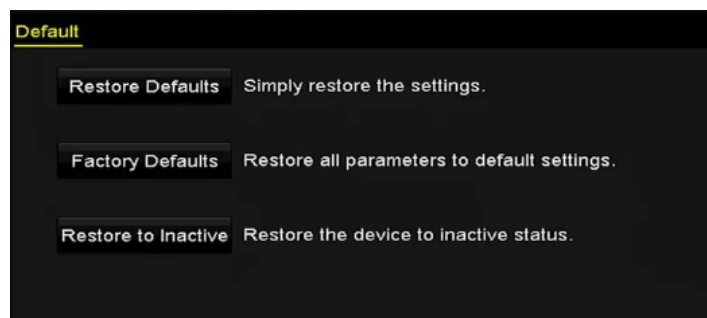 Default
Restore Defaults Simply restore the settings.
Factory Defaults Restore all parameters to default settings.
Restore to Inactive Restore the device to inactive status.